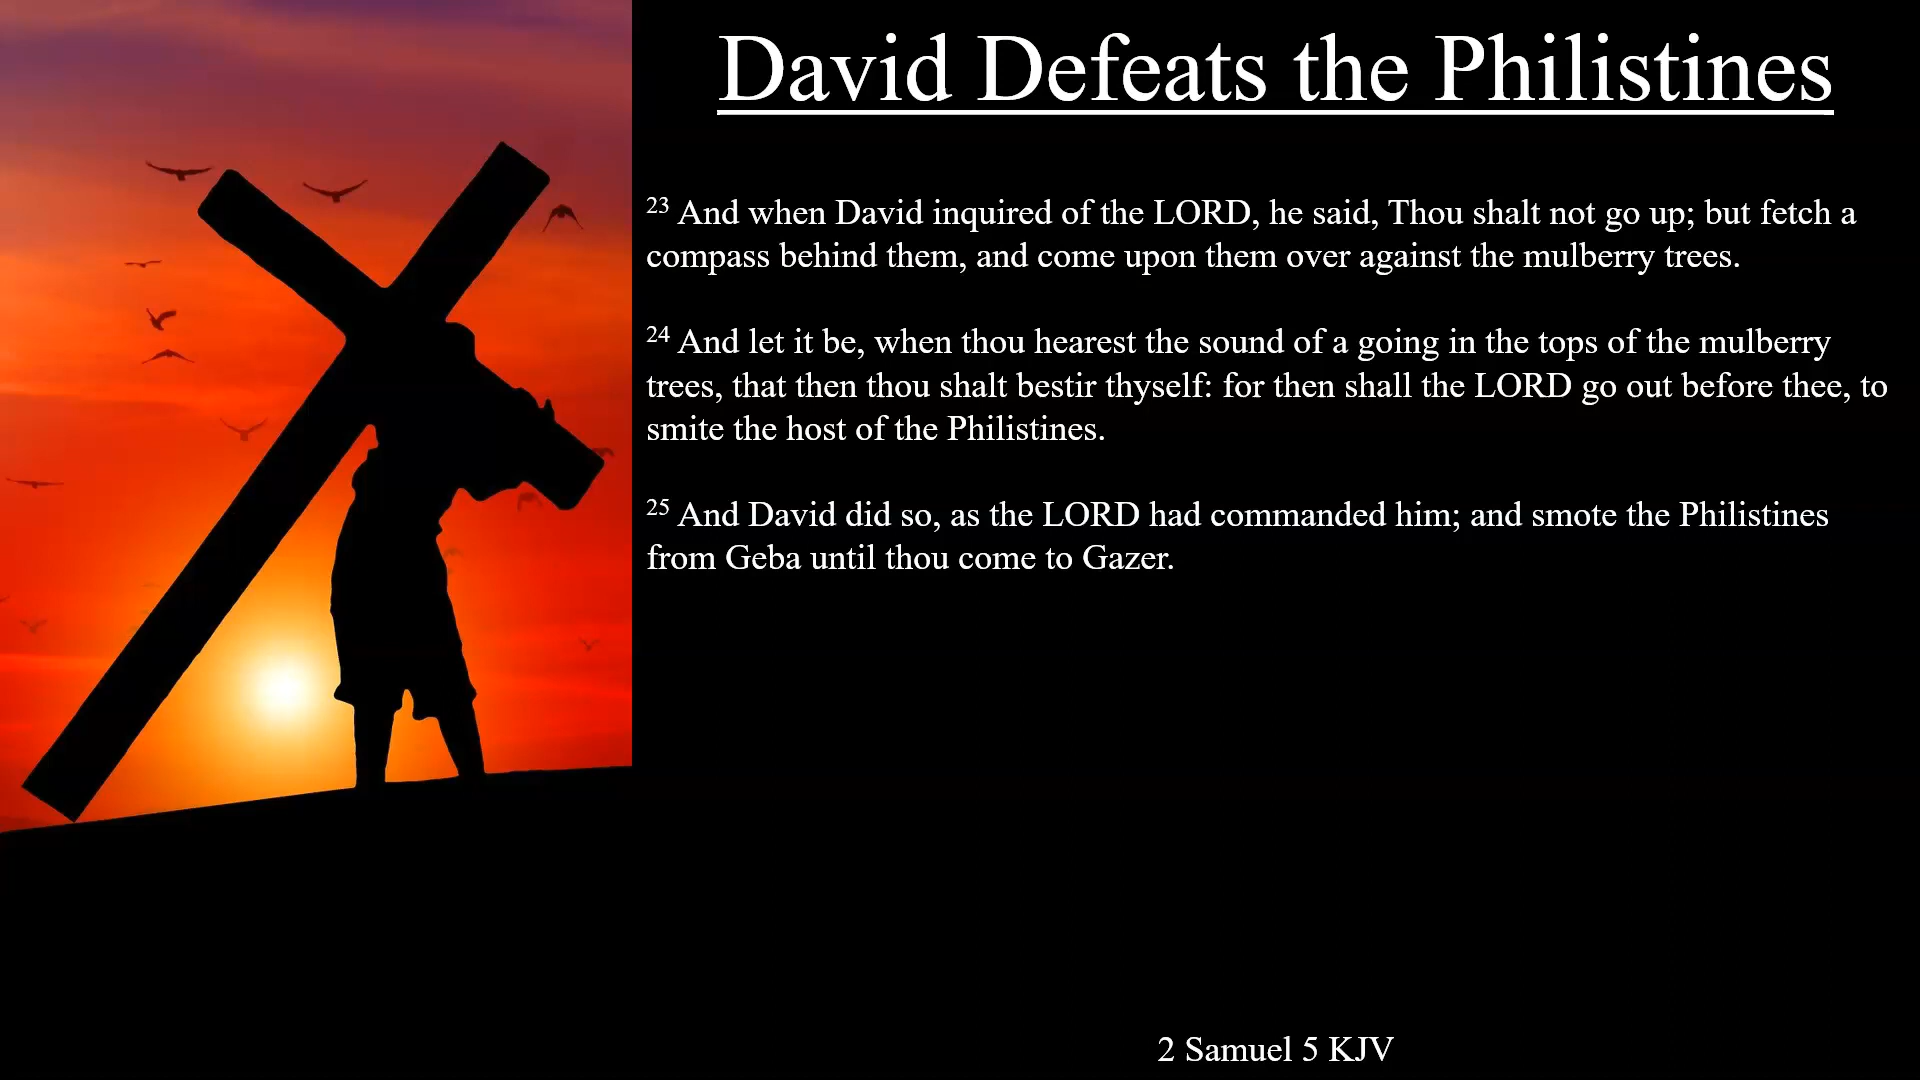 David Defeats the Philistines
23 And when David inquired of the LORD, he said, Thou shalt not go up; but fetch a
compass behind them, and come upon them over against the mulberry trees.
24 And let it be, when thou hearest the sound of a going in the tops of the mulberry
trees, that then thou shalt bestir thyself: for then shall the LORD go out before thee, to
smite the host of the Philistines.
25 And David did so, as the LORD had commanded him; and smote the Philistines
from Geba until thou come to Gazer.
2 Samuel 5 KJV